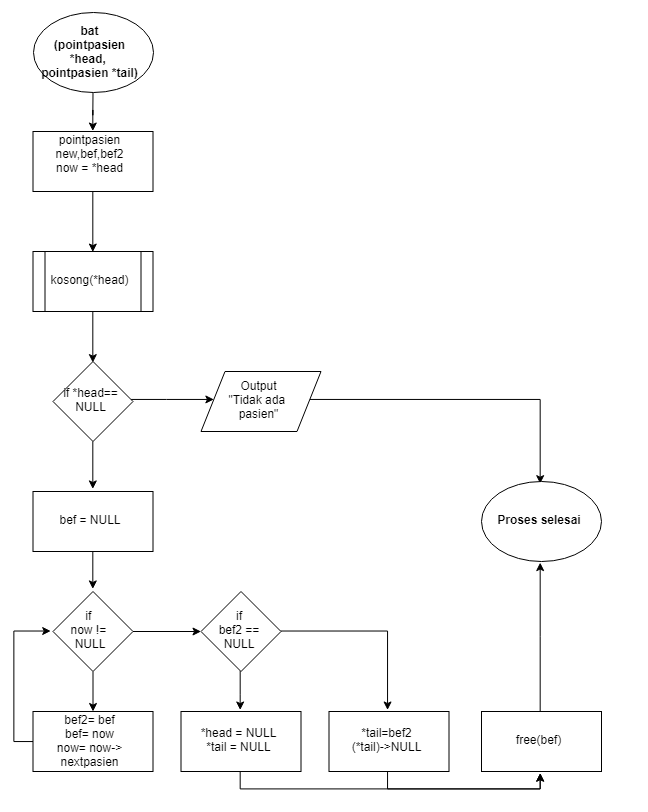 bat
(pointpasien
*head,
pointpasien *tail)
pointpasien
new,bef,bef2
now = *head
kosong(*head)
if *head==
NULL
Output
"Tidak ada
pasien"
bef = NULL
Proses selesai
if
now !=
NULL
if
bef2 ==
NULL
bef2= bef
bef= now
now= now->
nextpasien
*head = NULL
*tail = NULL
*tail=bef2
(*tail)->NULL
free(bef)